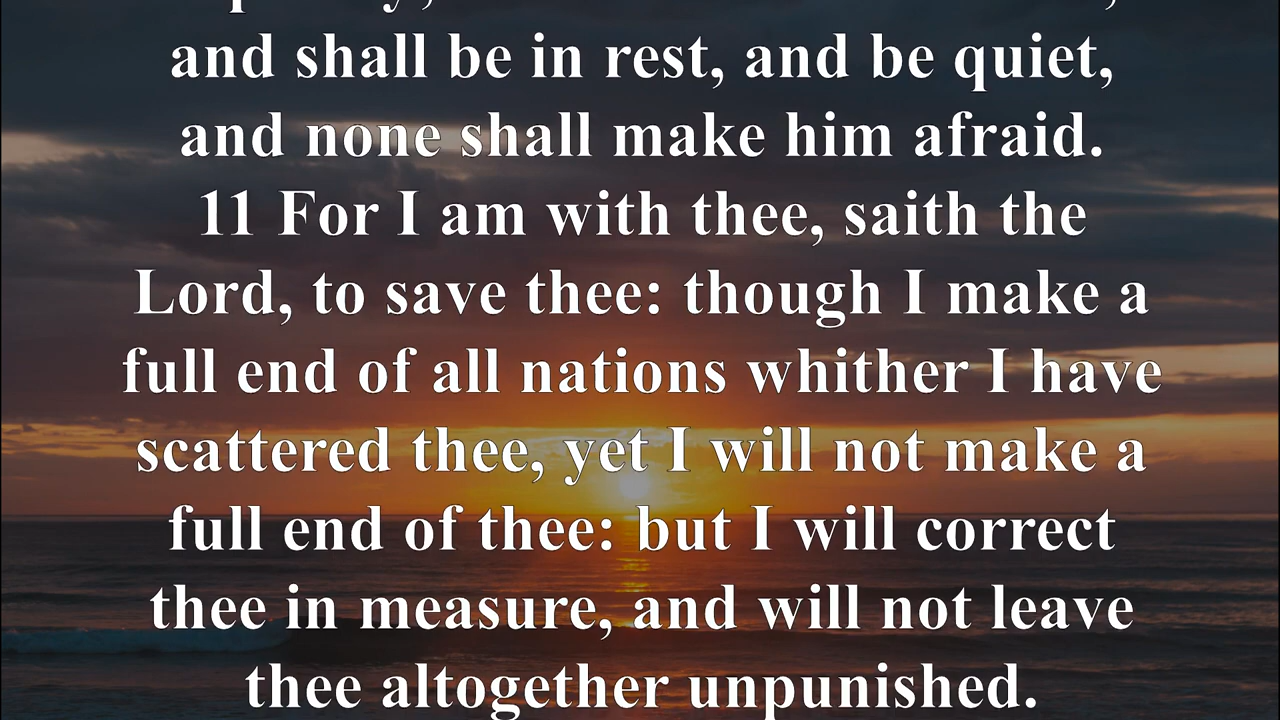 and shall be in rest, and be quiet,
and none shall make him afraid.
11 For I am with thee, saith the
Lord, to save thee: though I make a
full end of all nations whither I have
scattered thee, yet I will not make a
full end of thee: but I will correct
thee in measure, and will not leave
thee altogether unpunished.